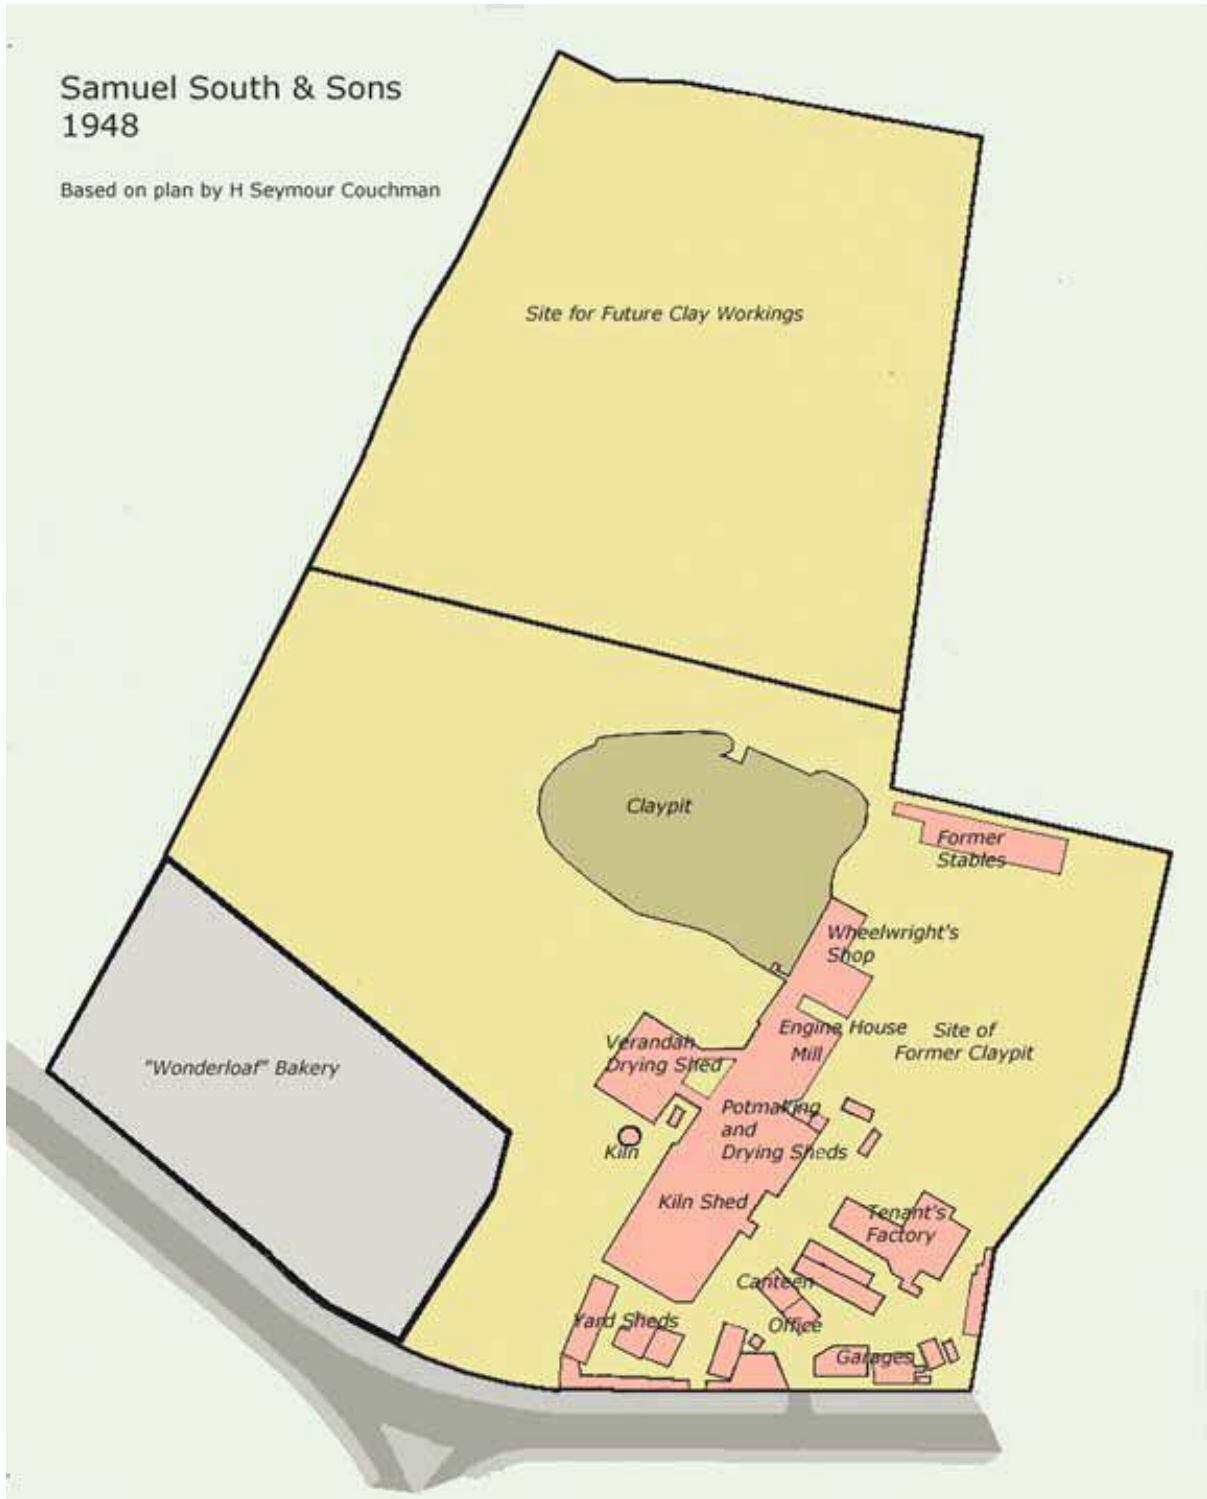 Samuel South & Sons
1948
Based on plan by H Seymour Couchman
Site for Future Clay Workings
Claypit
Former
Stables
Wheelwright's
Shop
Engine House
Mill
Site of
Former Claypit
Verandah
Drying Shed
"Wonderloaf" Bakery
Potmaking
and
Drying Sheds
Kiln
Kiln Shed
Tenant's
Factory
Canteen
Yard Sheds
Office
Garages